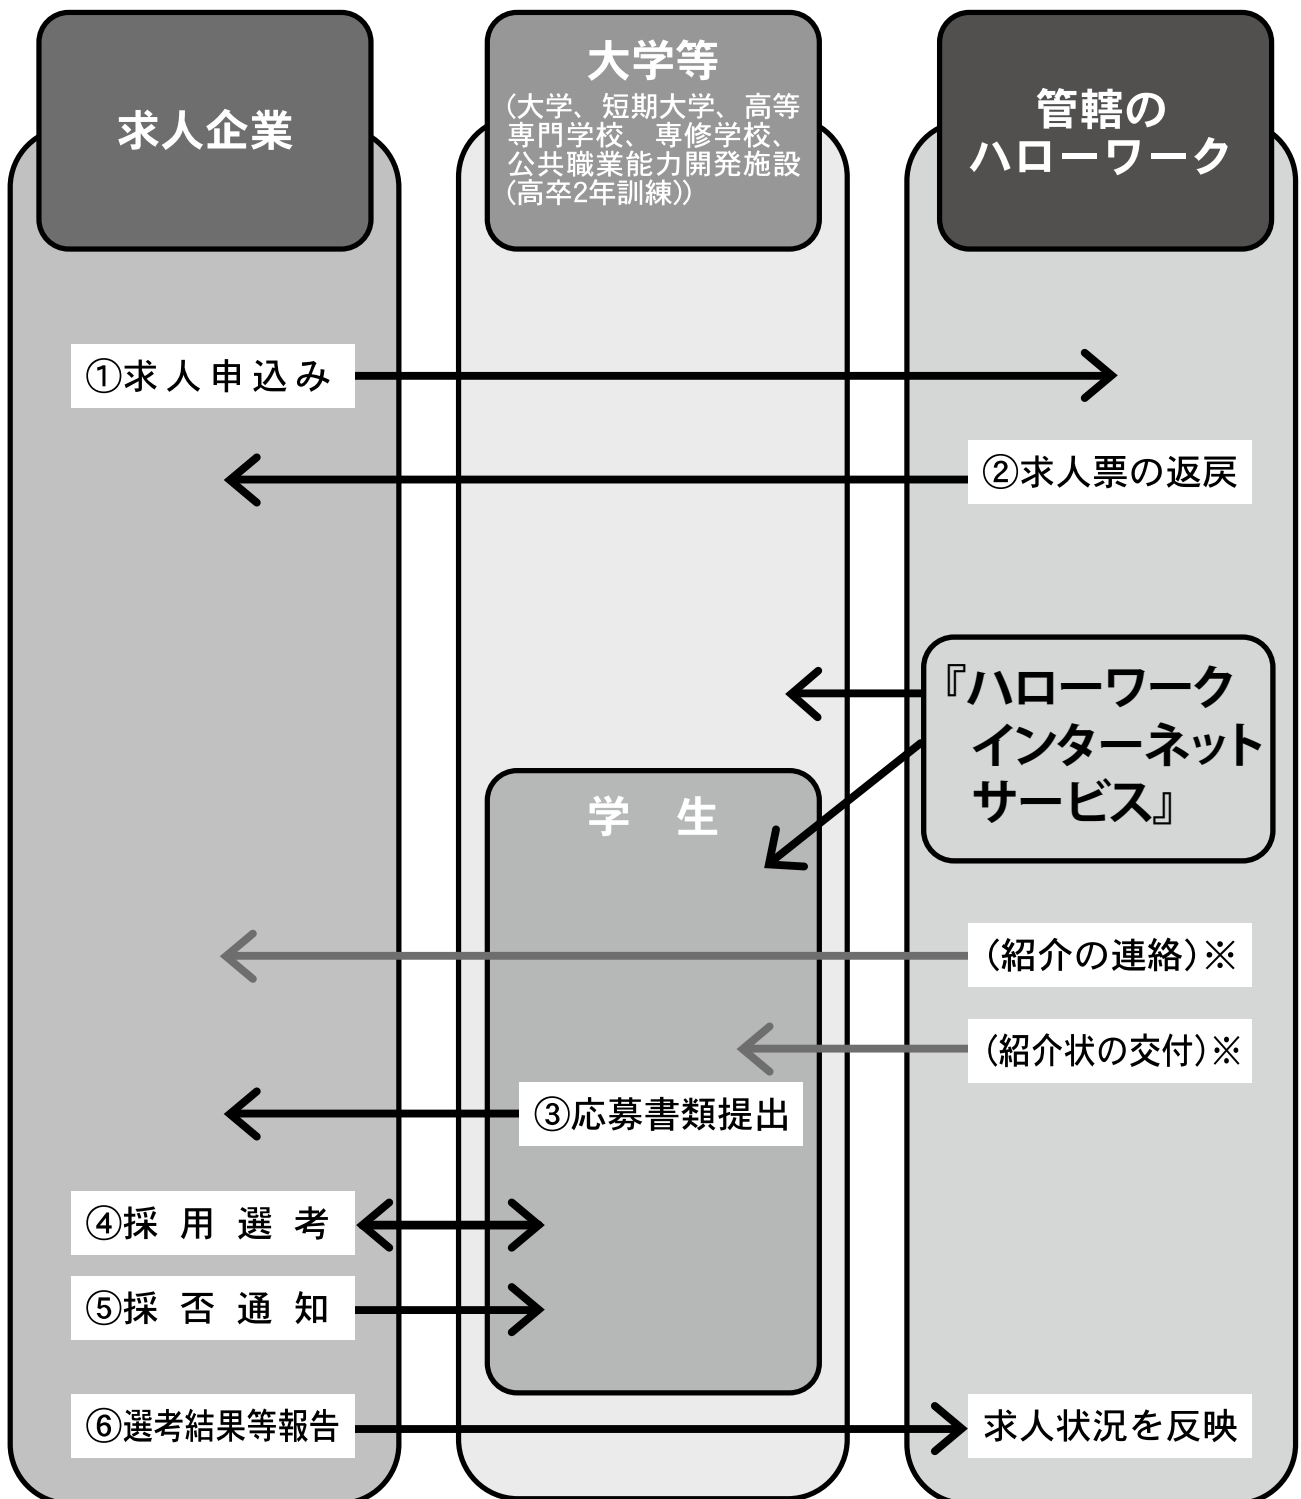 求人企業
大学等
(大学、短期大学、高等
専門学校、専修学校、
公共職業能力開発施設
(高卒2年訓練))
管轄の
ハローワーク
①求人申込み
②求人票の返戻
『ハローワーク
インターネット
サービス』
学 生
(紹介の連絡)※
(紹介状の交付)※
③応募書類提出
④採用選考
⑤採否通知
⑥選考結果等報告
求人状況を反映